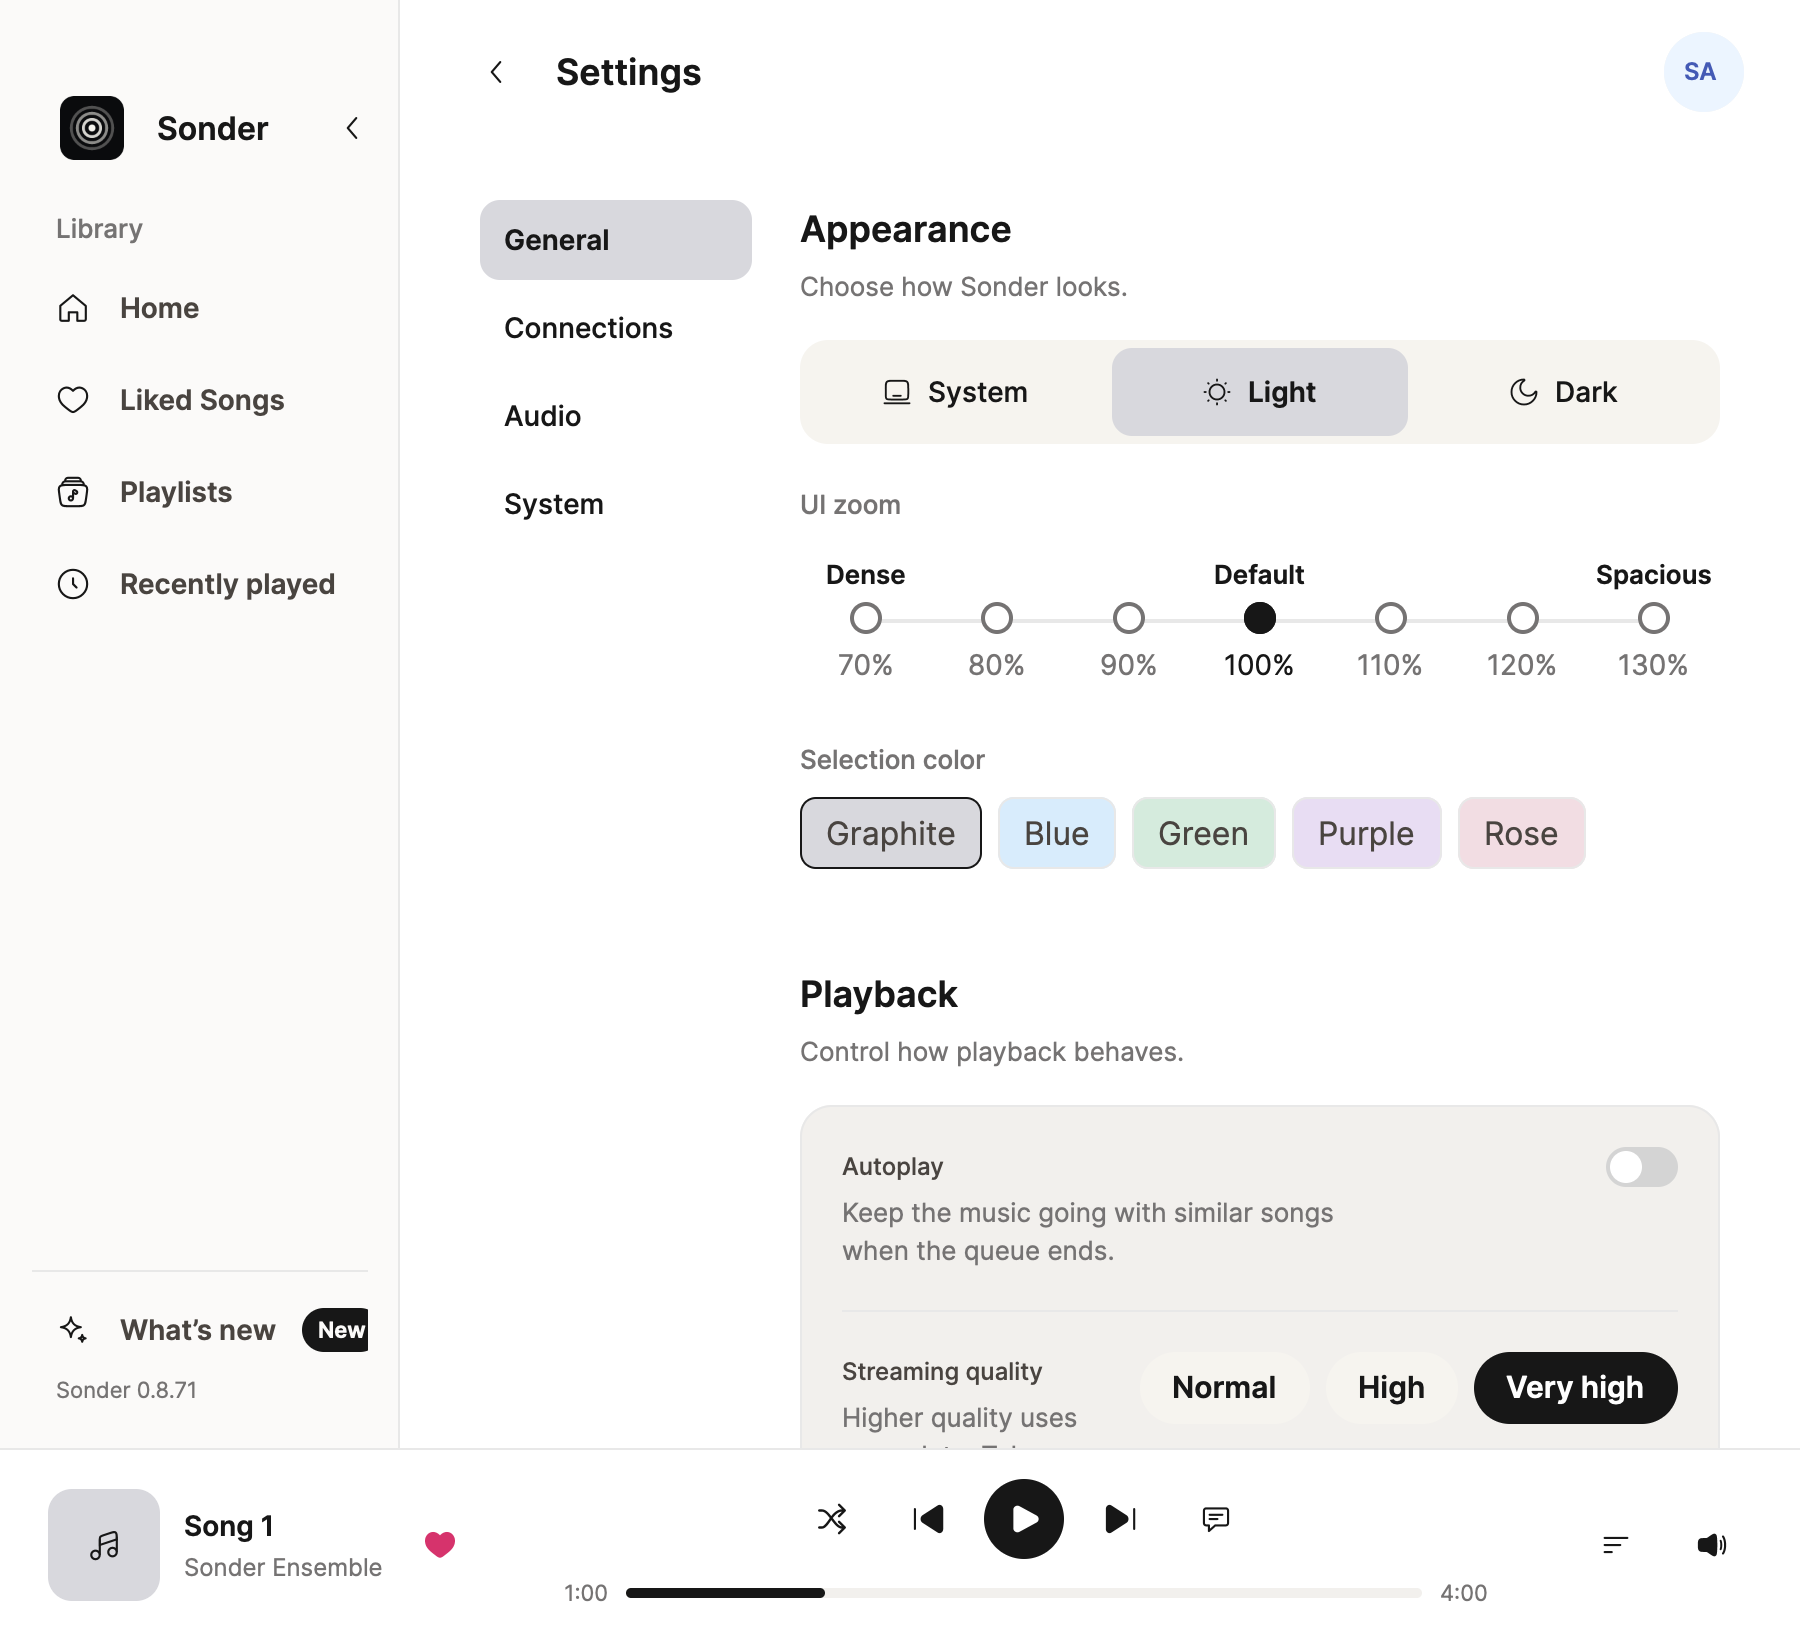 Settings
SA
Sonder
Library
Home
Liked Songs
Playlists
Recently played
What's new
New
Sonder 0.8.71
General
Connections
Audio
System
Appearance
Choose how Sonder looks.
System
Light
Dark
UI zoom
Dense
Default
Spacious
70%
80%
90%
100%
110%
120%
130%
Selection color
Graphite
Blue
Green
Purple
Rose
Playback
Control how playback behaves.
Autoplay
Keep the music going with similar songs
when the queue ends.
Streaming quality
Higher quality uses
Normal
High
Very high
Song 1
Sonder Ensemble
1:00
4:00